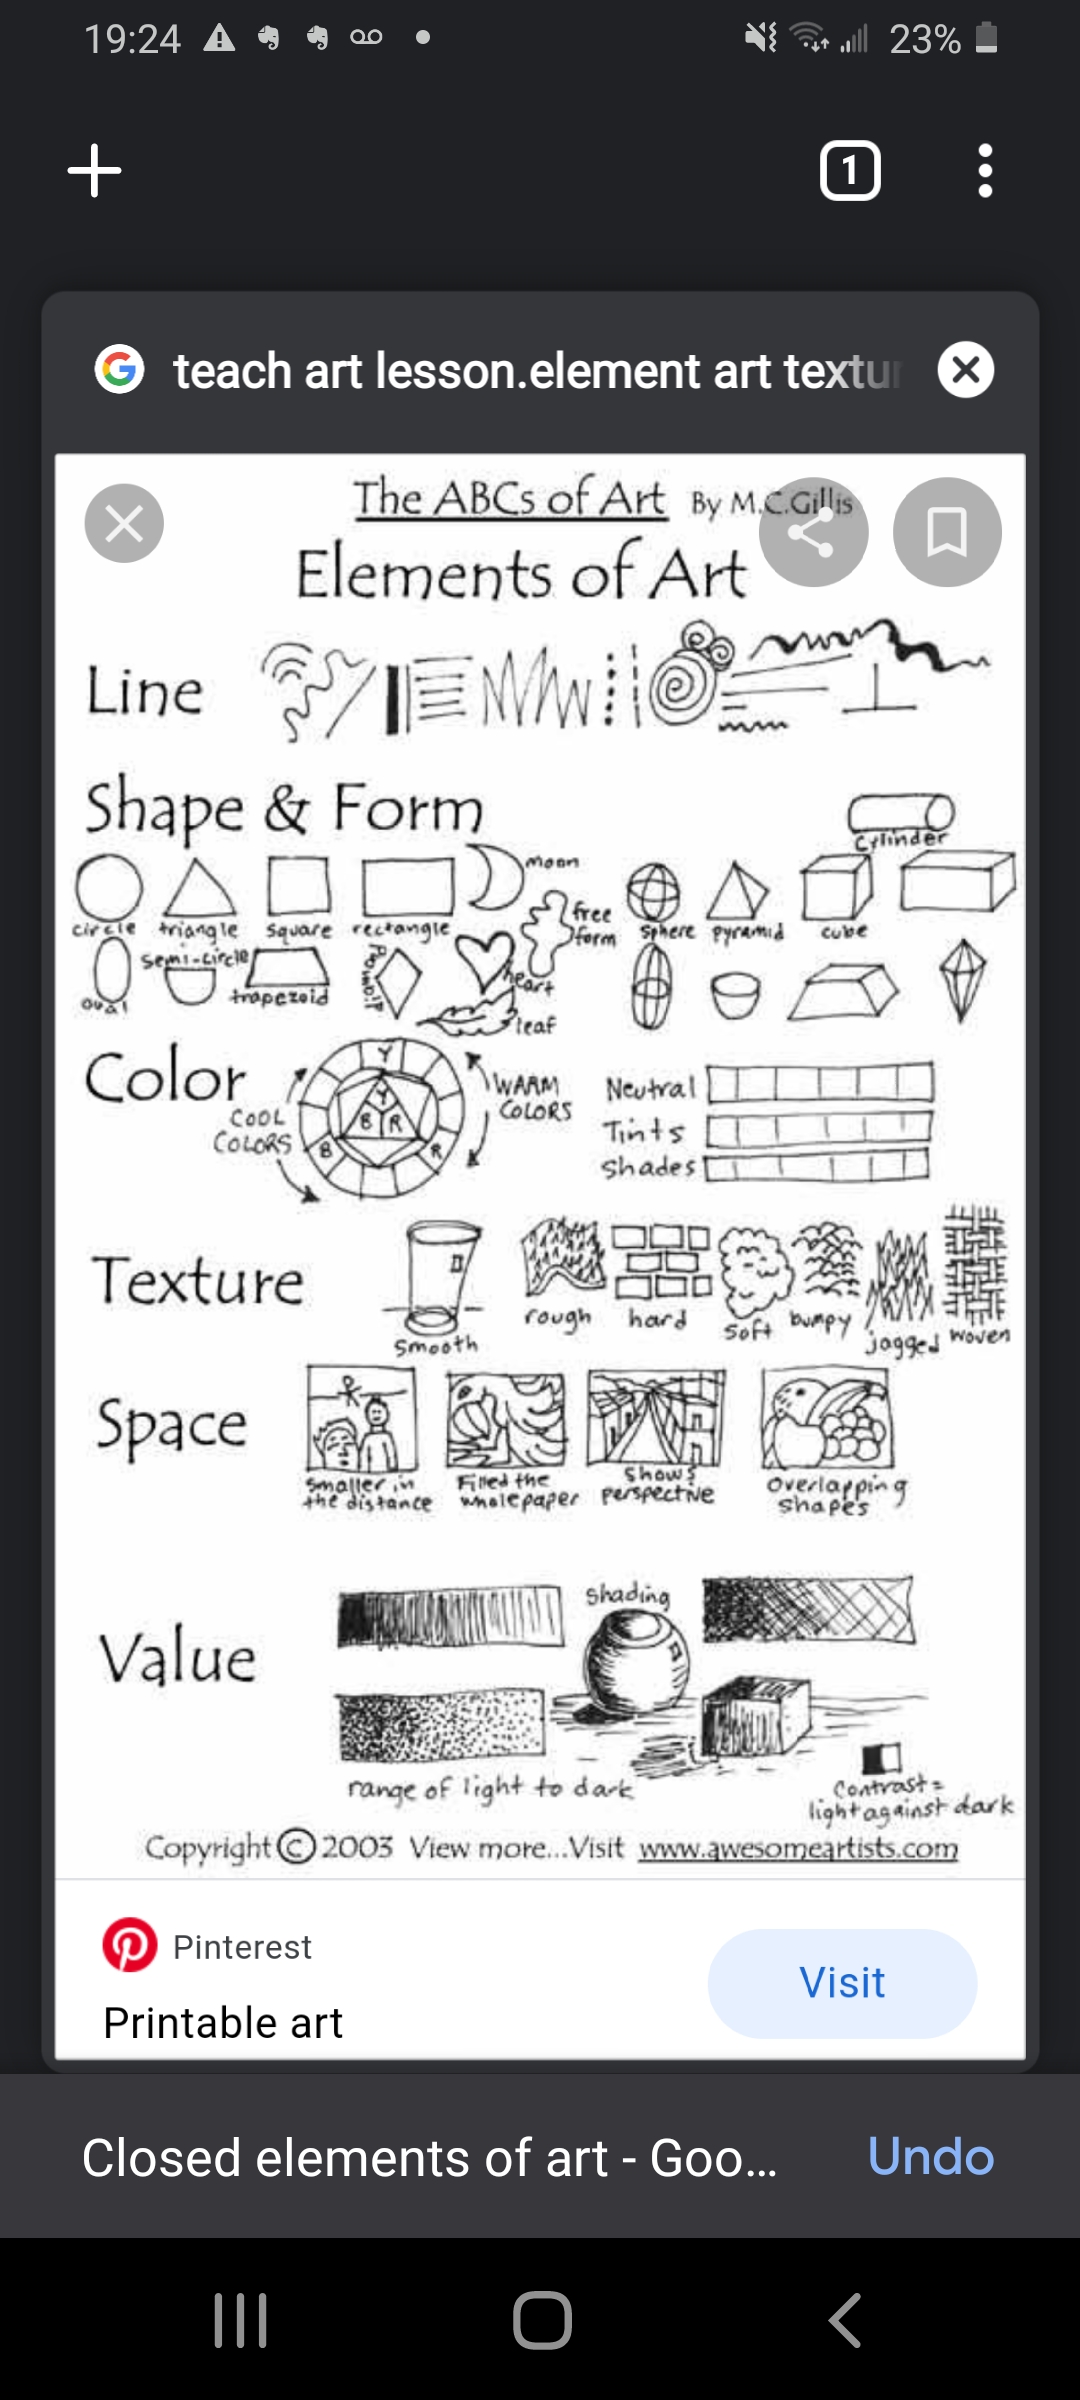 19:24
23%
1
teach art lesson.element art textur
The ABCs of Art By M.C.Gillis
Elements of Art
Line
Shape & Form
Cylinder
moon
circle triangle square rectangle
free form
sphere pyramid cube
oval
semi-circle
trapezoid
heart
leaf
Color
COOL COLORS
Y
Y
B R
B
R
WARM COLORS
Neutral
Tints
Shades
Texture
smooth
rough
hard
soft
bumpy
jagged
woven
Space
smaller in
the distance
Filled the
whole paper
shows
perspective
overlapping
shapes
Value
shading
range of light to dark
Contrast=
light against dark
Copyright © 2003 View more...Visit www.awesomeartists.com
Pinterest
Printable art
Visit
Closed elements of art - Goo...
Undo